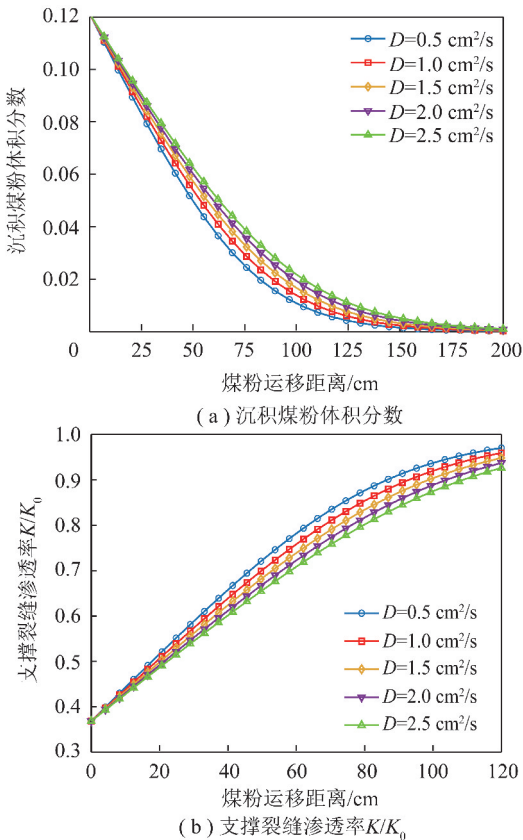 0.12
0.10
0.08
0.06
0.04
0.02
0
25
50
75
100
125
150
175
200
沉积煤粉体积分数
D=0.5 cm²/s
D=1.0 cm²/s
D=1.5 cm²/s
D=2.0 cm²/s
D=2.5 cm²/s
煤粉运移距离/cm
(a)沉积煤粉体积分数
1.0
0.9
0.8
0.7
0.6
0.5
0.4
0.3
0
20
40
60
80
100
120
支撑裂缝渗透率K/K₀
D=0.5 cm²/s
D=1.0 cm²/s
D=1.5 cm²/s
D=2.0 cm²/s
D=2.5 cm²/s
煤粉运移距离/cm
(b)支撑裂缝渗透率K/K₀